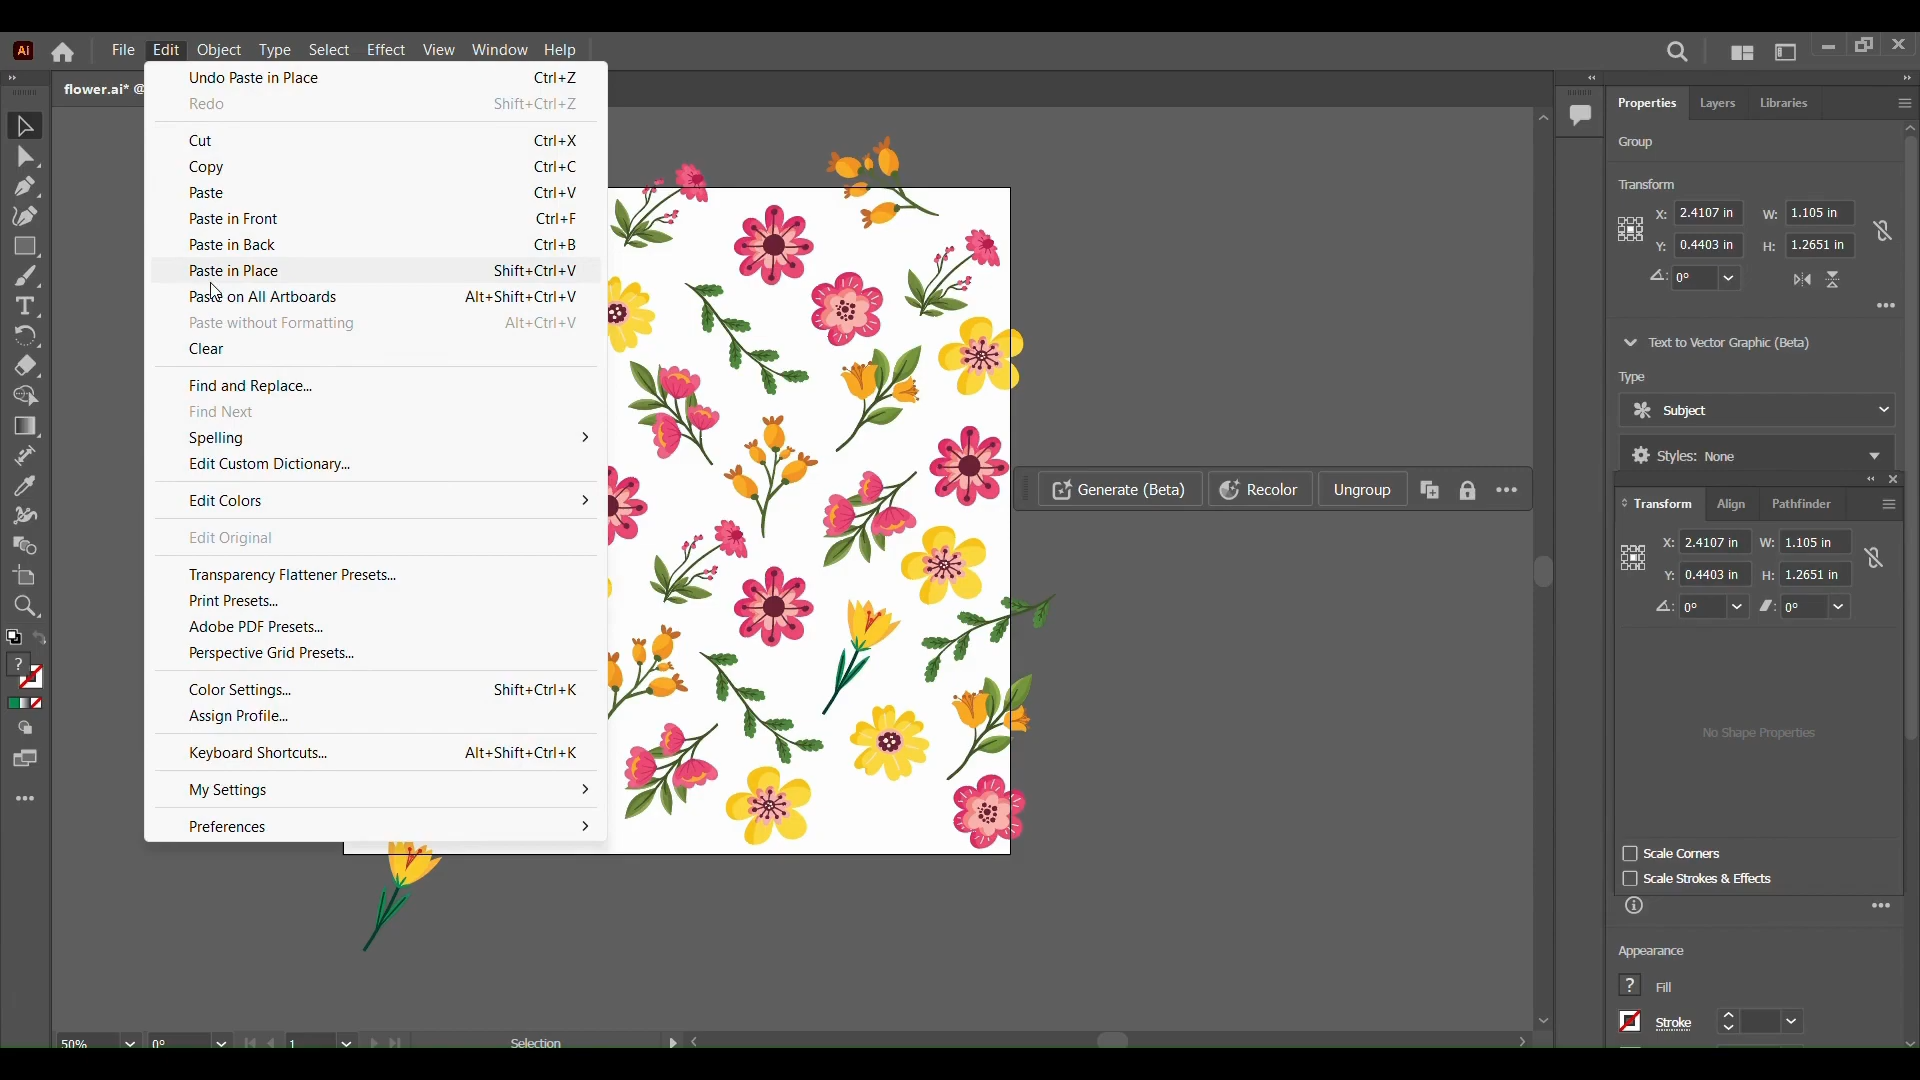 Ai File Edit Object Type Select Effect View Window Help
flower.ai* @
Undo Paste in Place Ctrl+Z
Redo Shift+Ctrl+Z
Cut Ctrl+X
Copy Ctrl+C
Paste Ctrl+V
Paste in Front Ctrl+F
Paste in Back Ctrl+B
Paste in Place Shift+Ctrl+V
Paste on All Artboards Alt+Shift+Ctrl+V
Paste without Formatting Alt+Ctrl+V
Clear
Find and Replace...
Find Next
Spelling
Edit Custom Dictionary...
Edit Colors
Edit Original
Transparency Flattener Presets...
Print Presets...
Adobe PDF Presets...
Perspective Grid Presets...
Color Settings... Shift+Ctrl+K
Assign Profile...
Keyboard Shortcuts... Alt+Shift+Ctrl+K
My Settings
Preferences
Generate (Beta) Recolor Ungroup
Properties Layers Libraries
Group
Transform
X: 2.4107 in W: 1.105 in
Y: 0.4403 in H: 1.2651 in
0°
Text to Vector Graphic (Beta)
Type
Subject
Styles: None
Transform Align Pathfinder
X: 2.4107 in W: 1.105 in
Y: 0.4403 in H: 1.2651 in
0° 0°
No Shape Properties
Scale Corners
Scale Strokes & Effects
Appearance
? Fill
Stroke
?
50% 0° 1 Selection